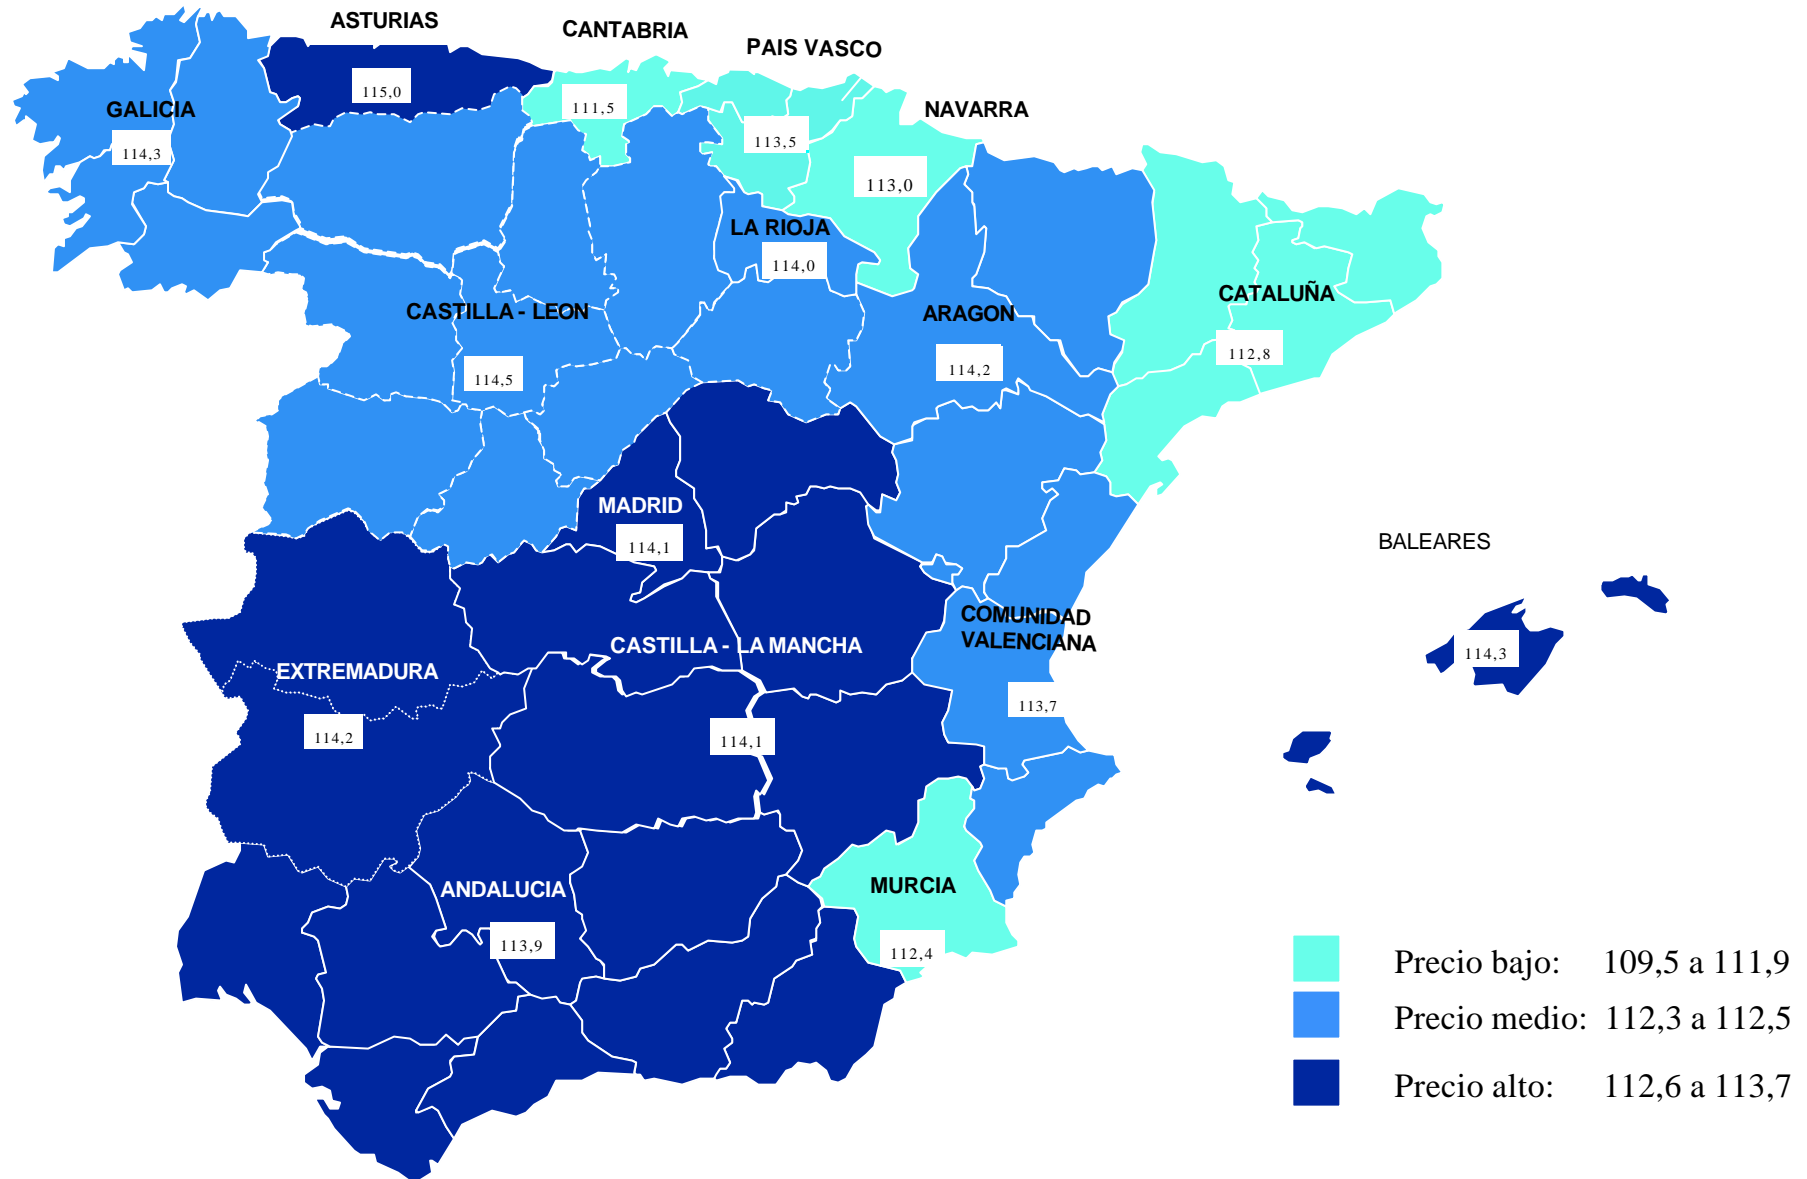 ASTURIAS
115,0
CANTABRIA
111,5
PAIS VASCO
113,5
NAVARRA
113,0
GALICIA
114,3
LA RIOJA
114,0
CASTILLA - LEON
114,5
ARAGON
114,2
CATALUÑA
112,8
MADRID
114,1
BALEARES
114,3
COMUNIDAD
VALENCIANA
113,7
CASTILLA - LA MANCHA
114,1
EXTREMADURA
114,2
ANDALUCIA
113,9
MURCIA
112,4
Precio bajo: 109,5 a 111,9
Precio medio: 112,3 a 112,5
Precio alto: 112,6 a 113,7